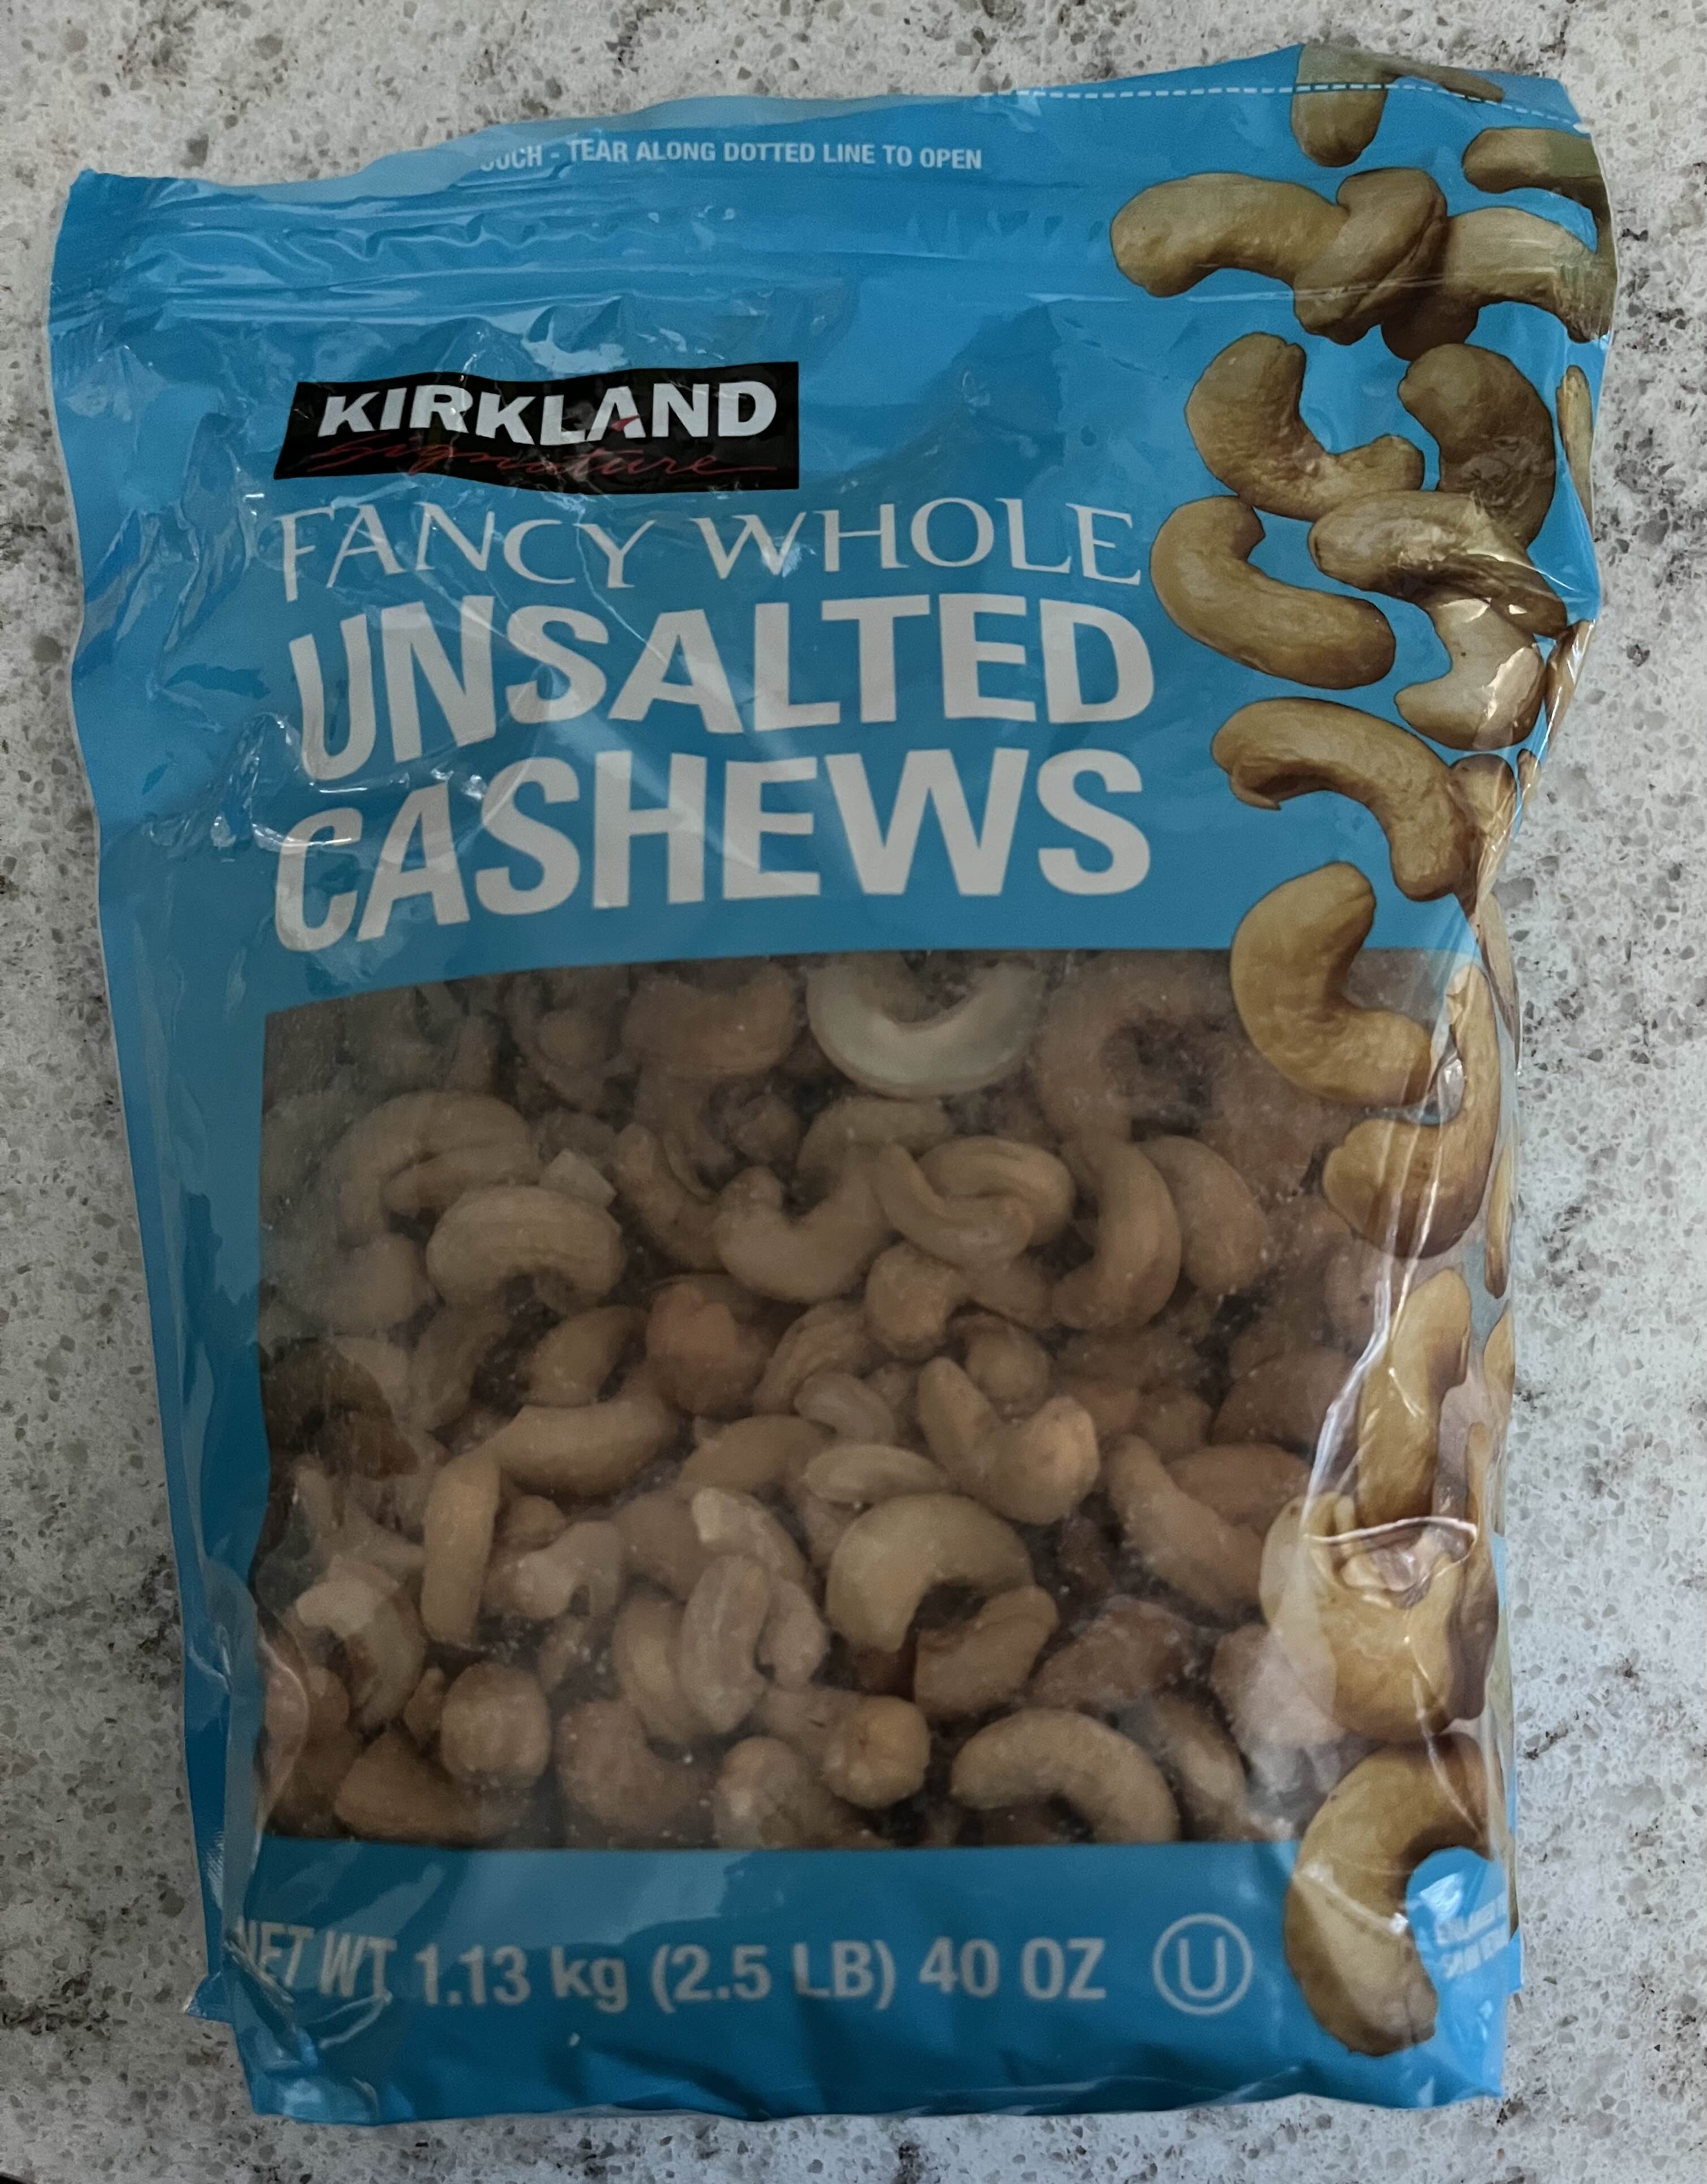 - TEAR ALONG DOTTED LINE TO OPEN
KIRKLAND
Signature
FANCY WHOLE
UNSALTED
CASHEWS
NET WT 1.13 kg (2.5 LB) 40 OZ U